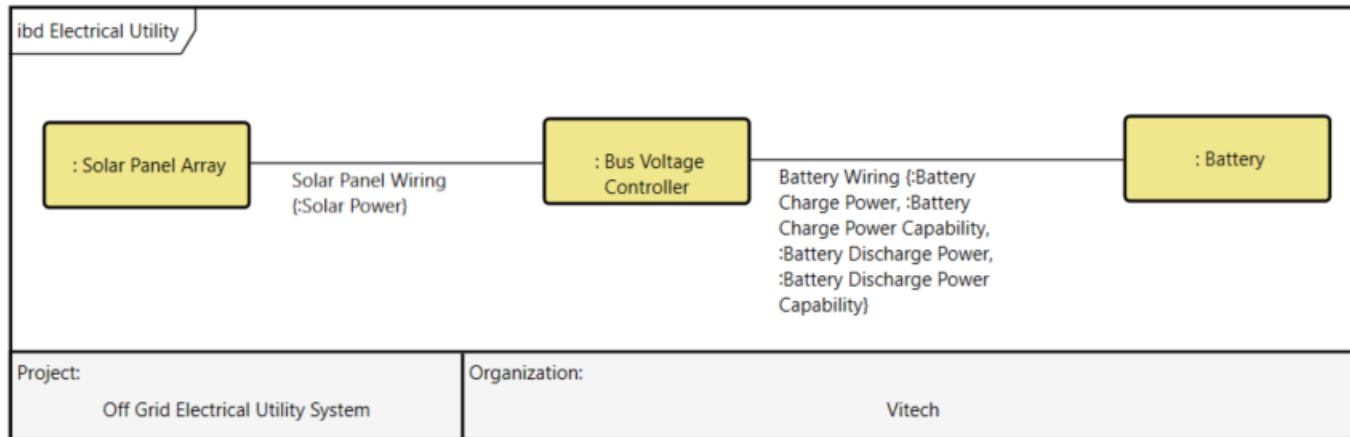 ibd Electrical Utility
: Solar Panel Array
Solar Panel Wiring
{:Solar Power}
: Bus Voltage
Controller
Battery Wiring {:Battery
Charge Power, :Battery
Charge Power Capability,
:Battery Discharge Power,
:Battery Discharge Power
Capability}
: Battery
Project:
Off Grid Electrical Utility System
Organization:
Vitech